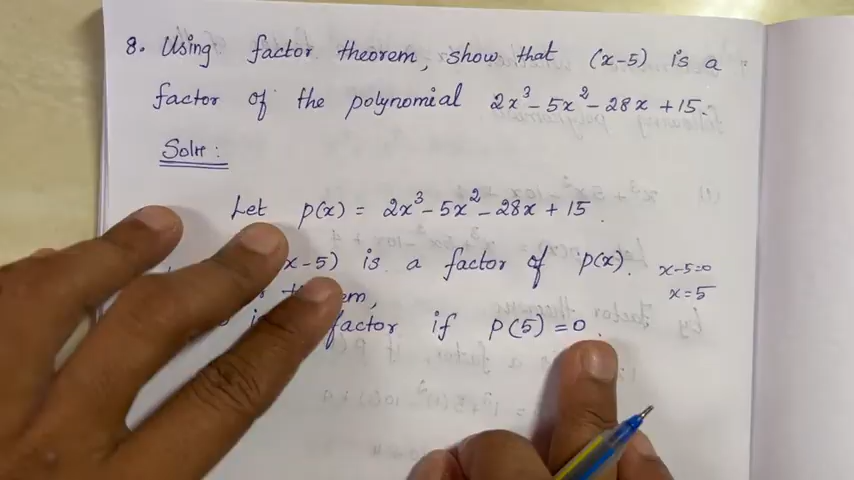 8. Using factor theorem, show that (x-5) is a
factor of the polynomial 2x³-5x²-28x+15.
Soln:
Let p(x) = 2x³-5x²-28x+15.
(x-5) is a factor of p(x). x-5=0
x=5
factor if p(5)=0.